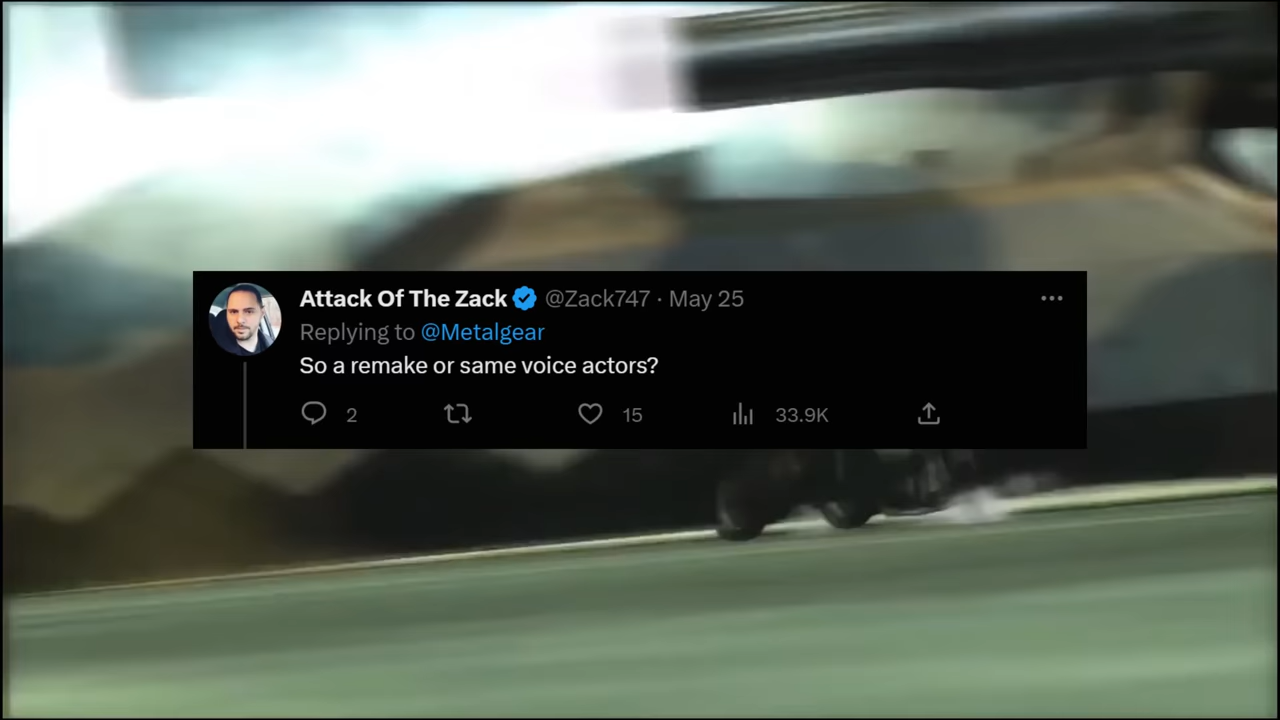 Attack Of The Zack @Zack747 · May 25
Replying to @Metalgear
So a remake or same voice actors?
2 15 33.9K